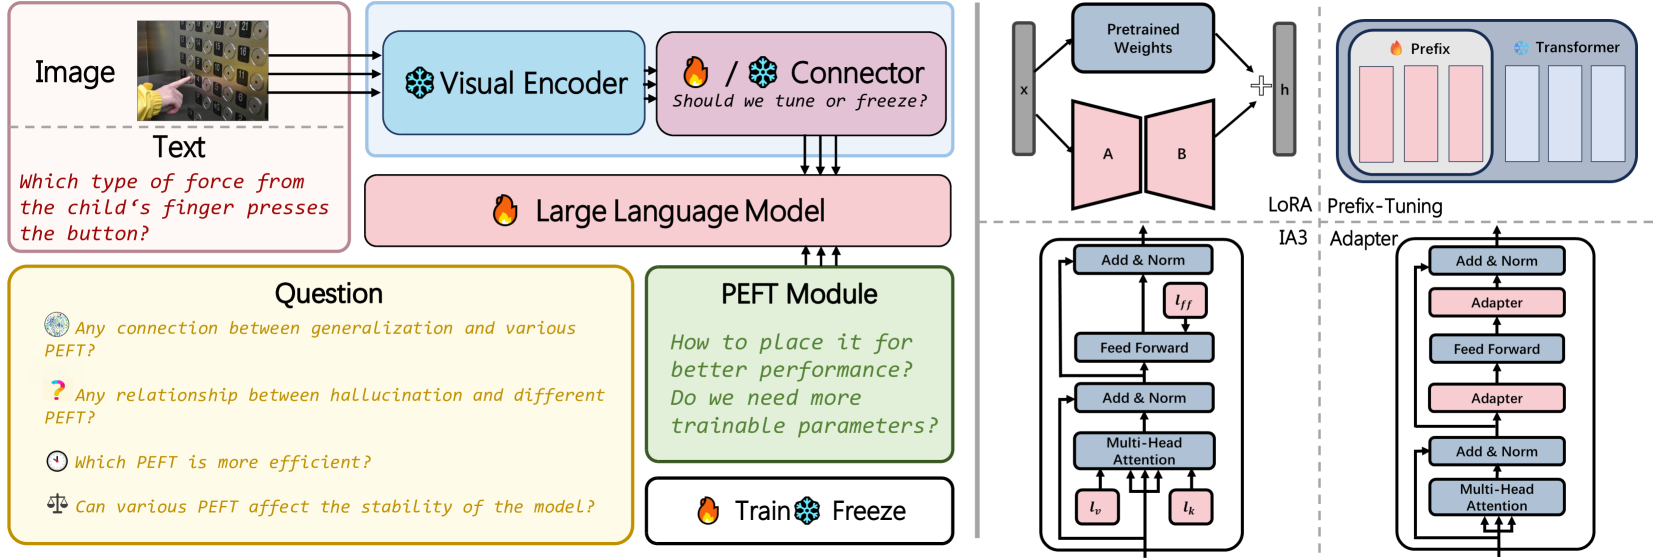 Image
Text
Which type of force from
the child‘s finger presses
the button?
Visual Encoder
/ Connector
Should we tune or freeze?
Large Language Model
Question
Any connection between generalization and various
PEFT?
Any relationship between hallucination and different
PEFT?
Which PEFT is more efficient?
Can various PEFT affect the stability of the model?
PEFT Module
How to place it for
better performance?
Do we need more
trainable parameters?
Train Freeze
x
Pretrained
Weights
A
B
h
LoRA
Prefix
Transformer
Prefix-Tuning
IA3
Add & Norm
l_ff
Feed Forward
Add & Norm
Multi-Head
Attention
l_v
l_k
Adapter
Add & Norm
Adapter
Feed Forward
Adapter
Add & Norm
Multi-Head
Attention